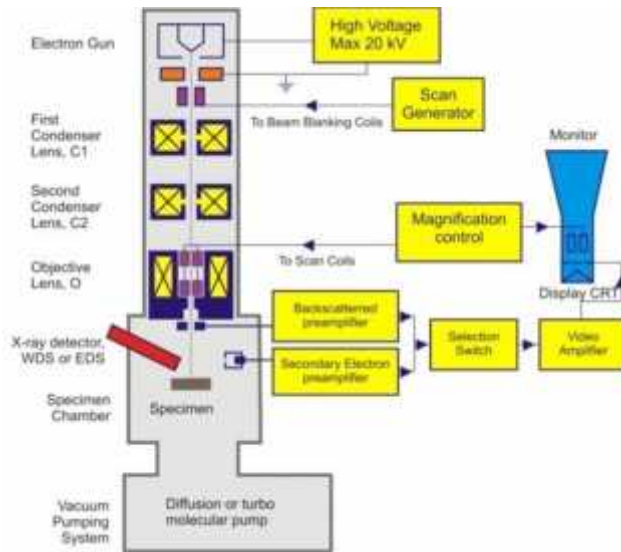 Electron Gun
High Voltage
Max 20 kV
Scan
Generator
To Beam Blanking Coils
First
Condenser
Lens, C1
Monitor
Second
Condenser
Lens, C2
Magnification
control
To Scan Coils
Objective
Lens, O
Display CRT
Backscattered
preamplifier
X-ray detector,
WDS or EDS
Selection
Switch
Video
Amplifier
Secondary Electron
preamplifier
Specimen
Chamber
Specimen
Vacuum
Pumping
System
Diffusion or turbo
molecular pump